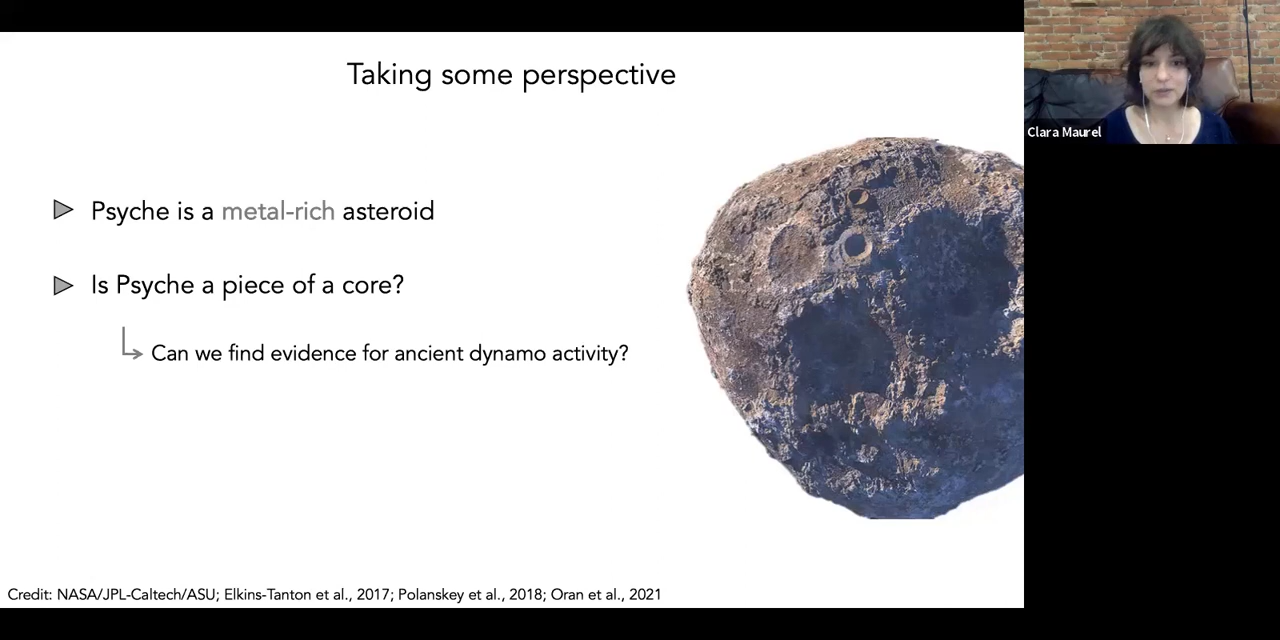 Taking some perspective
Psyche is a metal-rich asteroid
Is Psyche a piece of a core?
Can we find evidence for ancient dynamo activity?
Credit: NASA/JPL-Caltech/ASU; Elkins-Tanton et al., 2017; Polanskey et al., 2018; Oran et al., 2021
Clara Maurel